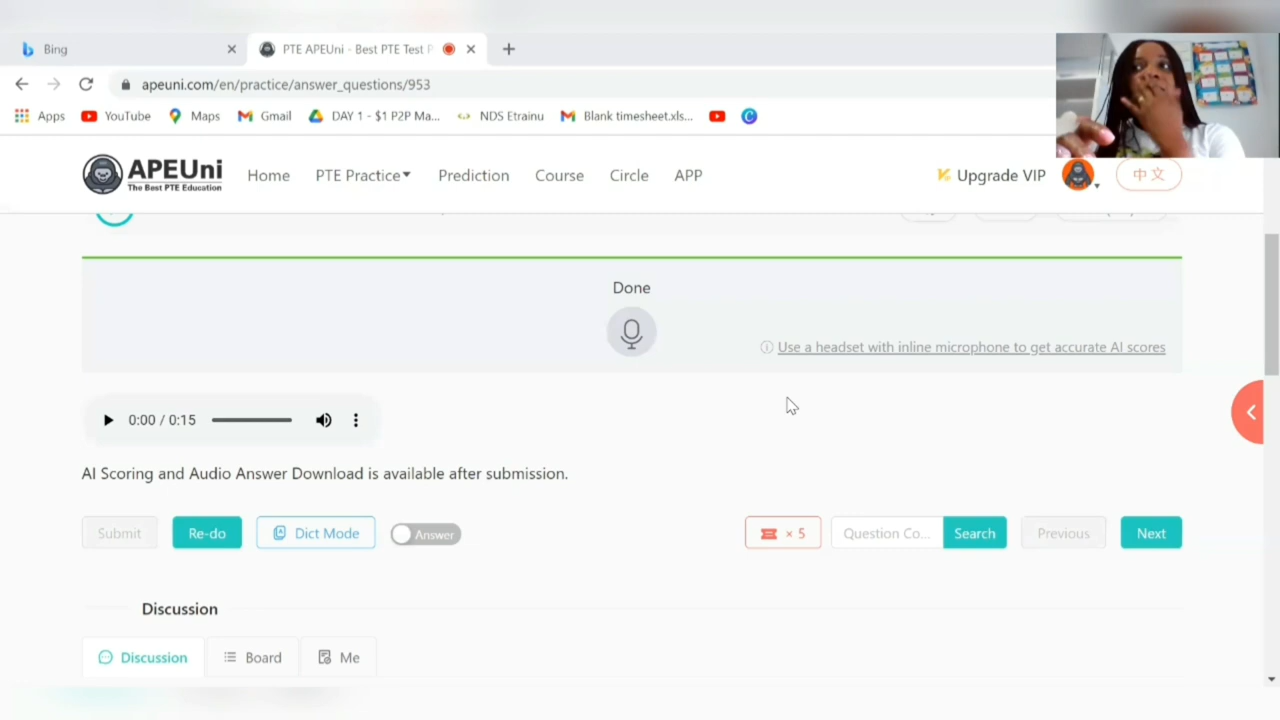 Bing
PTE APEUni - Best PTE Test P
apeuni.com/en/practice/answer_questions/953
Apps YouTube Maps Gmail DAY 1 - $1 P2P Ma... NDS Etrainu Blank timesheet.xls...
APEUni
The Best PTE Education
Home PTE Practice Prediction Course Circle APP Upgrade VIP 中文
Done
Use a headset with inline microphone to get accurate AI scores
0:00 / 0:15
AI Scoring and Audio Answer Download is available after submission.
Submit Re-do Dict Mode Answer × 5 Question Co... Search Previous Next
Discussion
Discussion Board Me